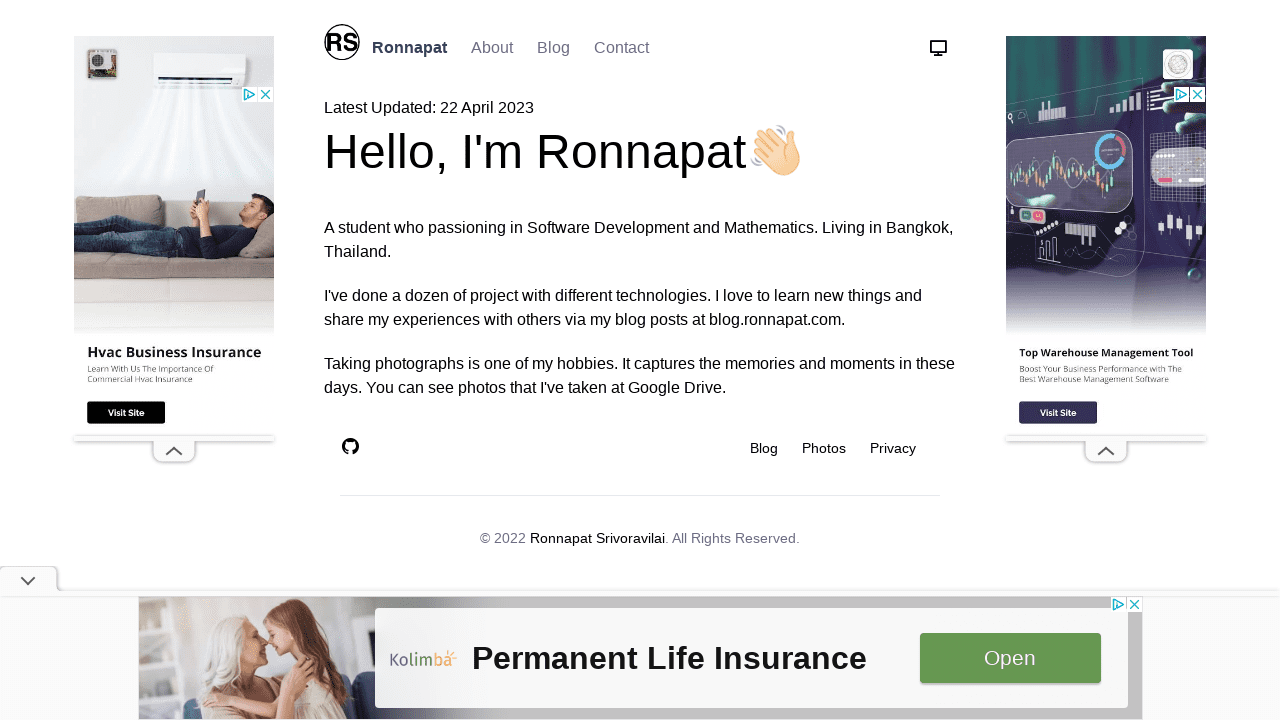 RS
Ronnapat
About
Blog
Contact
Latest Updated: 22 April 2023
Hello, I'm Ronnapat👋🏼
A student who passioning in Software Development and Mathematics. Living in Bangkok,
Thailand.
I've done a dozen of project with different technologies. I love to learn new things and
share my experiences with others via my blog posts at blog.ronnapat.com.
Taking photographs is one of my hobbies. It captures the memories and moments in these
days. You can see photos that I've taken at Google Drive.
Blog
Photos
Privacy
© 2022 Ronnapat Srivoravilai. All Rights Reserved.
Hvac Business Insurance
Learn With Us The Importance Of
Commercial Hvac Insurance
Visit Site
Top Warehouse Management Tool
Boost Your Business Performance with The
Best Warehouse Management Software
Visit Site
Kolimba
Permanent Life Insurance
Open